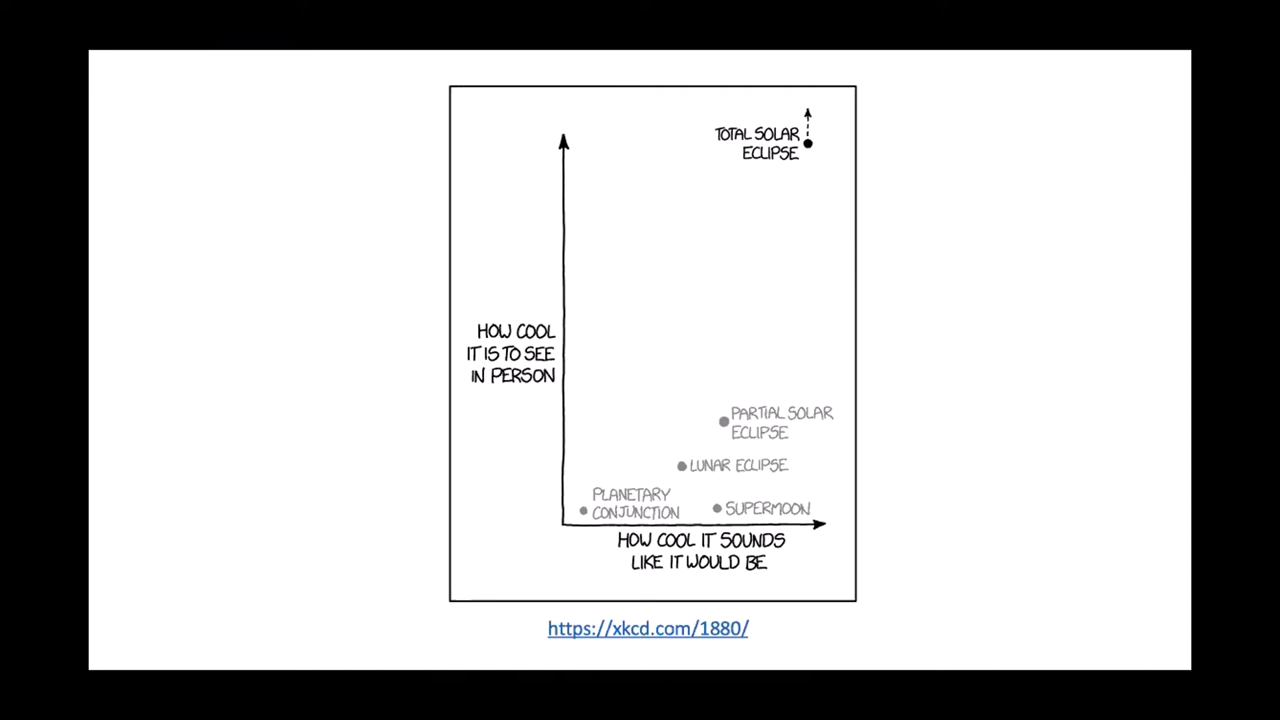 TOTAL SOLAR
ECLIPSE
HOW COOL
IT IS TO SEE
IN PERSON
PARTIAL SOLAR
ECLIPSE
LUNAR ECLIPSE
PLANETARY
CONJUNCTION
SUPERMOON
HOW COOL IT SOUNDS
LIKE IT WOULD BE
https://xkcd.com/1880/